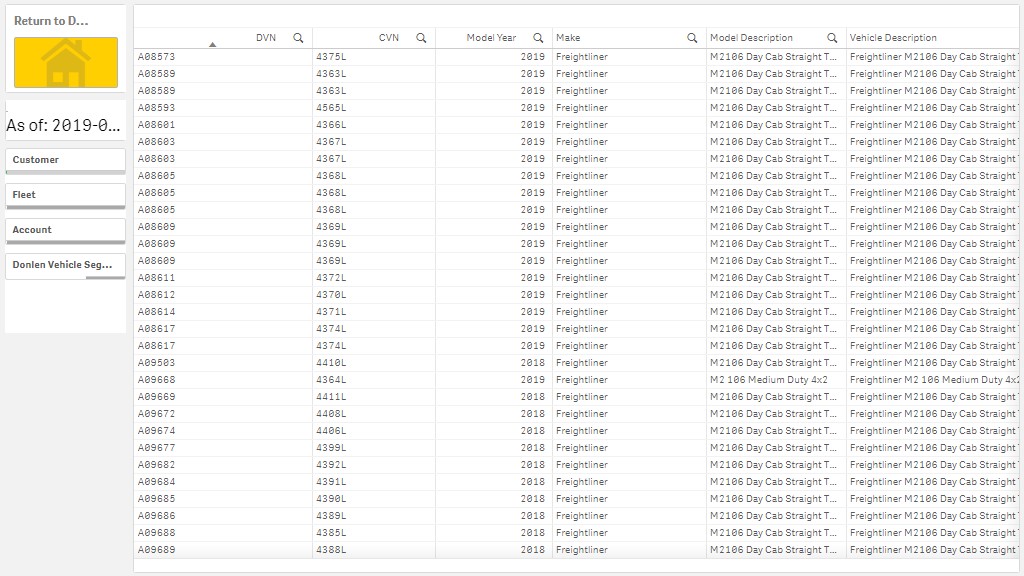 Return to D...
As of: 2019-0...
Customer
Fleet
Account
Donlen Vehicle Seg...
DVN CVN Model Year Make Model Description Vehicle Description
A08573 4375L 2019 Freightliner M2106 Day Cab Straight T... Freightliner M2106 Day Cab Straight
A08589 4363L 2019 Freightliner M2106 Day Cab Straight T... Freightliner M2106 Day Cab Straight
A08589 4363L 2019 Freightliner M2106 Day Cab Straight T... Freightliner M2106 Day Cab Straight
A08593 4565L 2019 Freightliner M2106 Day Cab Straight T... Freightliner M2106 Day Cab Straight
A08601 4366L 2019 Freightliner M2106 Day Cab Straight T... Freightliner M2106 Day Cab Straight
A08603 4367L 2019 Freightliner M2106 Day Cab Straight T... Freightliner M2106 Day Cab Straight
A08603 4367L 2019 Freightliner M2106 Day Cab Straight T... Freightliner M2106 Day Cab Straight
A08605 4368L 2019 Freightliner M2106 Day Cab Straight T... Freightliner M2106 Day Cab Straight
A08605 4368L 2019 Freightliner M2106 Day Cab Straight T... Freightliner M2106 Day Cab Straight
A08605 4368L 2019 Freightliner M2106 Day Cab Straight T... Freightliner M2106 Day Cab Straight
A08609 4369L 2019 Freightliner M2106 Day Cab Straight T... Freightliner M2106 Day Cab Straight
A08609 4369L 2019 Freightliner M2106 Day Cab Straight T... Freightliner M2106 Day Cab Straight
A08609 4369L 2019 Freightliner M2106 Day Cab Straight T... Freightliner M2106 Day Cab Straight
A08611 4372L 2019 Freightliner M2106 Day Cab Straight T... Freightliner M2106 Day Cab Straight
A08612 4370L 2019 Freightliner M2106 Day Cab Straight T... Freightliner M2106 Day Cab Straight
A08614 4371L 2019 Freightliner M2106 Day Cab Straight T... Freightliner M2106 Day Cab Straight
A08617 4374L 2019 Freightliner M2106 Day Cab Straight T... Freightliner M2106 Day Cab Straight
A08617 4374L 2019 Freightliner M2106 Day Cab Straight T... Freightliner M2106 Day Cab Straight
A09503 4410L 2018 Freightliner M2106 Day Cab Straight T... Freightliner M2106 Day Cab Straight
A09668 4364L 2019 Freightliner M2 106 Medium Duty 4x2 Freightliner M2 106 Medium Duty 4x2
A09669 4411L 2018 Freightliner M2106 Day Cab Straight T... Freightliner M2106 Day Cab Straight
A09672 4408L 2018 Freightliner M2106 Day Cab Straight T... Freightliner M2106 Day Cab Straight
A09674 4406L 2018 Freightliner M2106 Day Cab Straight T... Freightliner M2106 Day Cab Straight
A09677 4399L 2018 Freightliner M2106 Day Cab Straight T... Freightliner M2106 Day Cab Straight
A09682 4392L 2018 Freightliner M2106 Day Cab Straight T... Freightliner M2106 Day Cab Straight
A09684 4391L 2018 Freightliner M2106 Day Cab Straight T... Freightliner M2106 Day Cab Straight
A09685 4390L 2018 Freightliner M2106 Day Cab Straight T... Freightliner M2106 Day Cab Straight
A09686 4389L 2018 Freightliner M2106 Day Cab Straight T... Freightliner M2106 Day Cab Straight
A09688 4385L 2018 Freightliner M2106 Day Cab Straight T... Freightliner M2106 Day Cab Straight
A09689 4388L 2018 Freightliner M2106 Day Cab Straight T... Freightliner M2106 Day Cab Straight